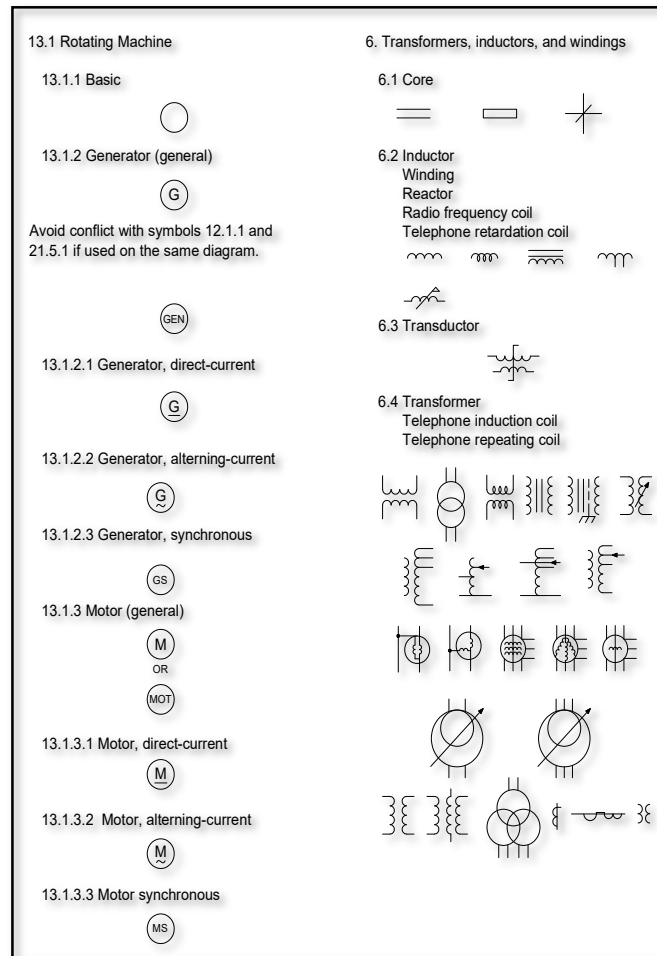 13.1 Rotating Machine
13.1.1 Basic
13.1.2 Generator (general)
G
Avoid conflict with symbols 12.1.1 and
21.5.1 if used on the same diagram.
GEN
13.1.2.1 Generator, direct-current
G
13.1.2.2 Generator, alterning-current
G
~
13.1.2.3 Generator, synchronous
GS
13.1.3 Motor (general)
M
OR
MOT
13.1.3.1 Motor, direct-current
M
13.1.3.2 Motor, alterning-current
M
~
13.1.3.3 Motor synchronous
MS
6. Transformers, inductors, and windings
6.1 Core
6.2 Inductor
Winding
Reactor
Radio frequency coil
Telephone retardation coil
6.3 Transductor
6.4 Transformer
Telephone induction coil
Telephone repeating coil